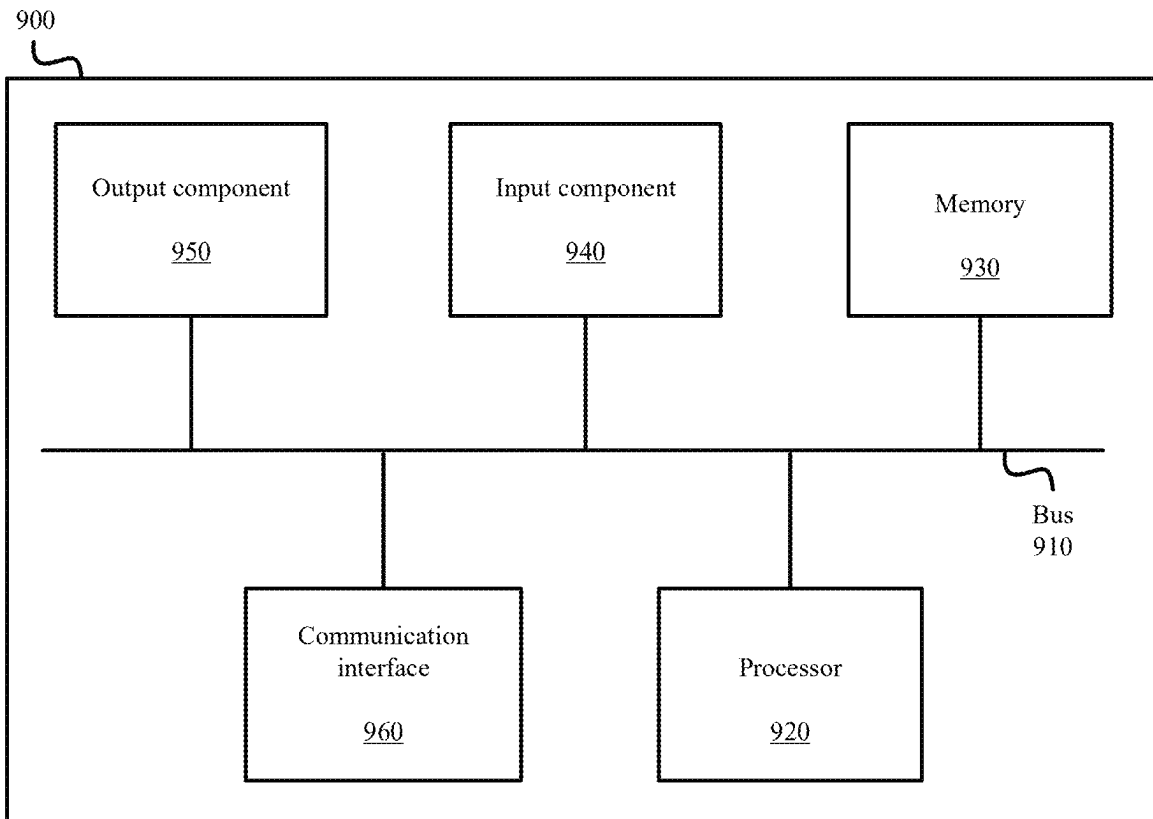 900
Output component
950
Input component
940
Memory
930
Bus
910
Communication
interface
960
Processor
920